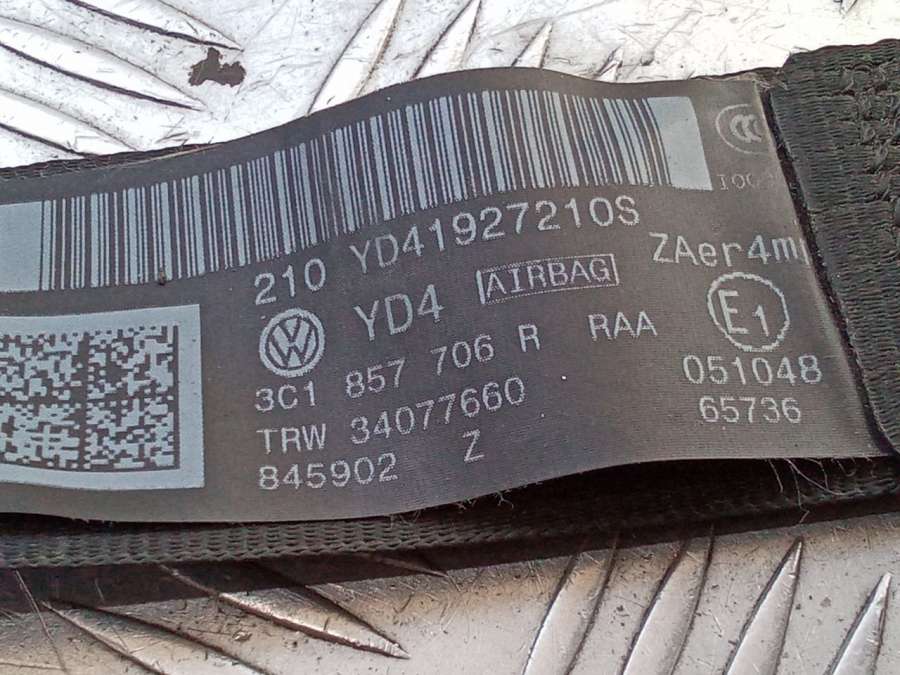 210 YD41927210S
YD4 AIRBAG ZAer4m
3C1 857 706 R RAA E1
TRW 34077660 051048
845902 Z 65736